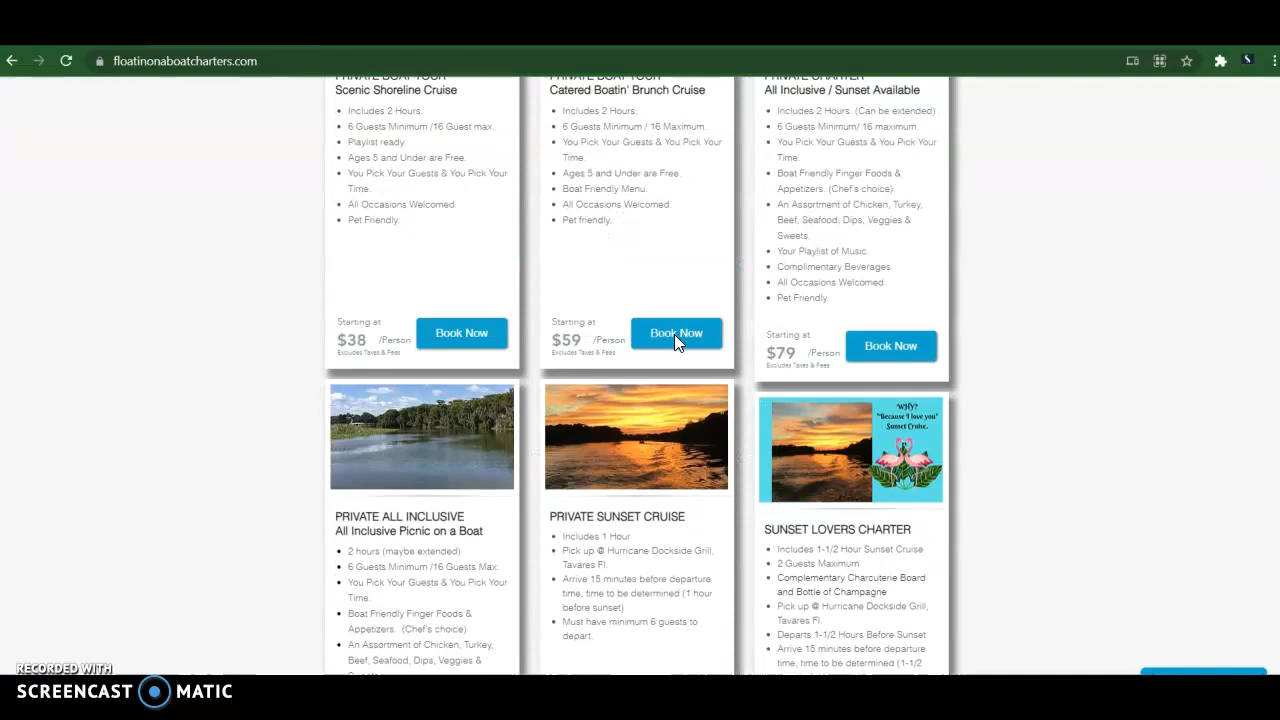 floatinonaboatcharters.com
PRIVATE BOAT TOUR
Scenic Shoreline Cruise
Includes 2 Hours.
6 Guests Minimum /16 Guest max.
Playlist ready.
Ages 5 and Under are Free.
You Pick Your Guests & You Pick Your
Time.
All Occasions Welcomed
Pet Friendly.
Starting at
$38 /Person
Excludes Taxes & Fees
Book Now
PRIVATE BOAT TOUR
Catered Boatin' Brunch Cruise
Includes 2 Hours.
6 Guests Minimum / 16 Maximum.
You Pick Your Guests & You Pick Your
Time.
Ages 5 and Under are Free.
Boat Friendly Menu.
All Occasions Welcomed.
Pet friendly.
Starting at
$59 /Person
Excludes Taxes & Fees
Book Now
PRIVATE CHARTER
All Inclusive / Sunset Available
Includes 2 Hours. (Can be extended)
6 Guests Minimum/ 16 maximum.
You Pick Your Guests & You Pick Your
Time.
Boat Friendly Finger Foods &
Appetizers. (Chef's choice)
An Assortment of Chicken, Turkey,
Beef, Seafood, Dips, Veggies &
Sweets.
Your Playlist of Music.
Complimentary Beverages.
All Occasions Welcomed
Pet Friendly
Starting at
$79 /Person
Excludes Taxes & Fees
Book Now
PRIVATE ALL INCLUSIVE
All Inclusive Picnic on a Boat
2 hours (maybe extended)
6 Guests Minimum /16 Guests Max.
You Pick Your Guests & You Pick Your
Time.
Boat Friendly Finger Foods &
Appetizers. (Chef's choice)
An Assortment of Chicken, Turkey,
Beef, Seafood, Dips, Veggies &
PRIVATE SUNSET CRUISE
Includes 1 Hour
Pick up @ Hurricane Dockside Grill,
Tavares Fl.
Arrive 15 minutes before departure
time, time to be determined (1 hour
before sunset)
Must have minimum 6 guests to
depart.
Why?
"Because I love you"
Sunset Cruise.
SUNSET LOVERS CHARTER
Includes 1-1/2 Hour Sunset Cruise
2 Guests Maximum
Complementary Charcuterie Board
and Bottle of Champagne
Pick up @ Hurricane Dockside Grill,
Tavares Fl.
Departs 1-1/2 Hours Before Sunset
Arrive 15 minutes before departure
time, time to be determined (1-1/2
RECORDED WITH
SCREENCAST MATIC